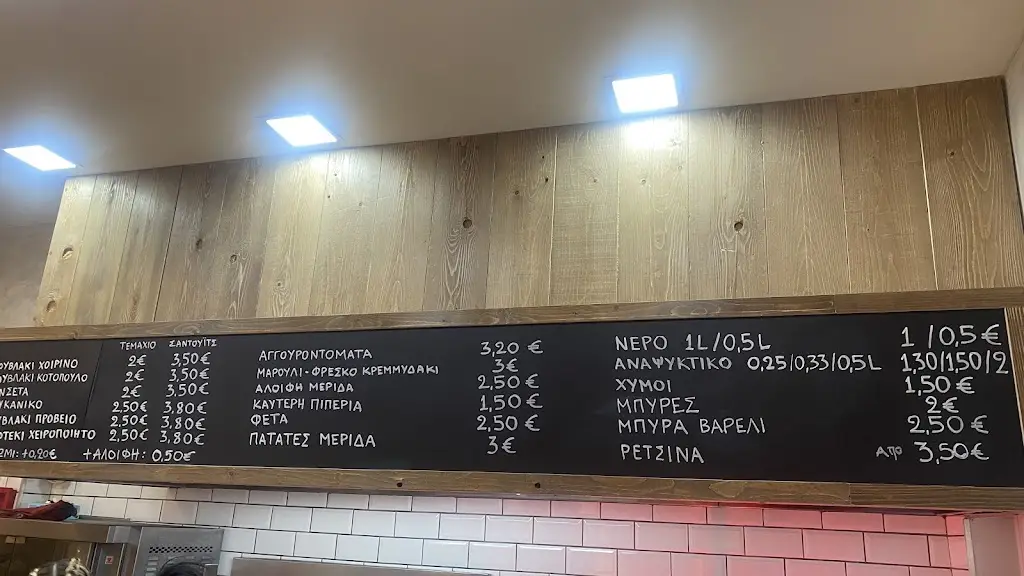 ΤΕΜΑΧΙΟ ΣΑΝΤΟΥΪΤΣ
ΟΥΒΛΑΚΙ ΧΟΙΡΙΝΟ 2€ 3,50€
ΟΥΒΛΑΚΙ ΚΟΤΟΠΟΥΛΟ 2€ 3,50€
ΝΣΕΤΑ 2€ 3,50€
ΥΚΑΝΙΚΟ 2,50€ 3,80€
ΥΒΛΑΚΙ ΠΡΟΒΕΙΟ 2,50€ 3,80€
ΦΤΕΚΙ ΧΕΙΡΟΠΟΙΗΤΟ 2,50€ 3,80€
ΩΜΙ: +0,20€ +ΑΛΟΙΦΗ: 0,50€
ΑΓΓΟΥΡΟΝΤΟΜΑΤΑ 3,20 €
ΜΑΡΟΥΛΙ-ΦΡΕΣΚΟ ΚΡΕΜΜΥΔΑΚΙ 3€
ΑΛΟΙΦΗ ΜΕΡΙΔΑ 2,50 €
ΚΑΥΤΕΡΗ ΠΙΠΕΡΙΑ 1,50 €
ΦΕΤΑ 2,50 €
ΠΑΤΑΤΕΣ ΜΕΡΙΔΑ 3€
ΝΕΡΟ 1L/0,5L 1/0,5€
ΑΝΑΨΥΚΤΙΚΟ 0,25/0,33/0,5L 1,30/1,50/2
ΧΥΜΟΙ 1,50€
ΜΠΥΡΕΣ 2€
ΜΠΥΡΑ ΒΑΡΕΛΙ 2,50€
ΡΕΤΣΙΝΑ ΑΠΟ 3,50€